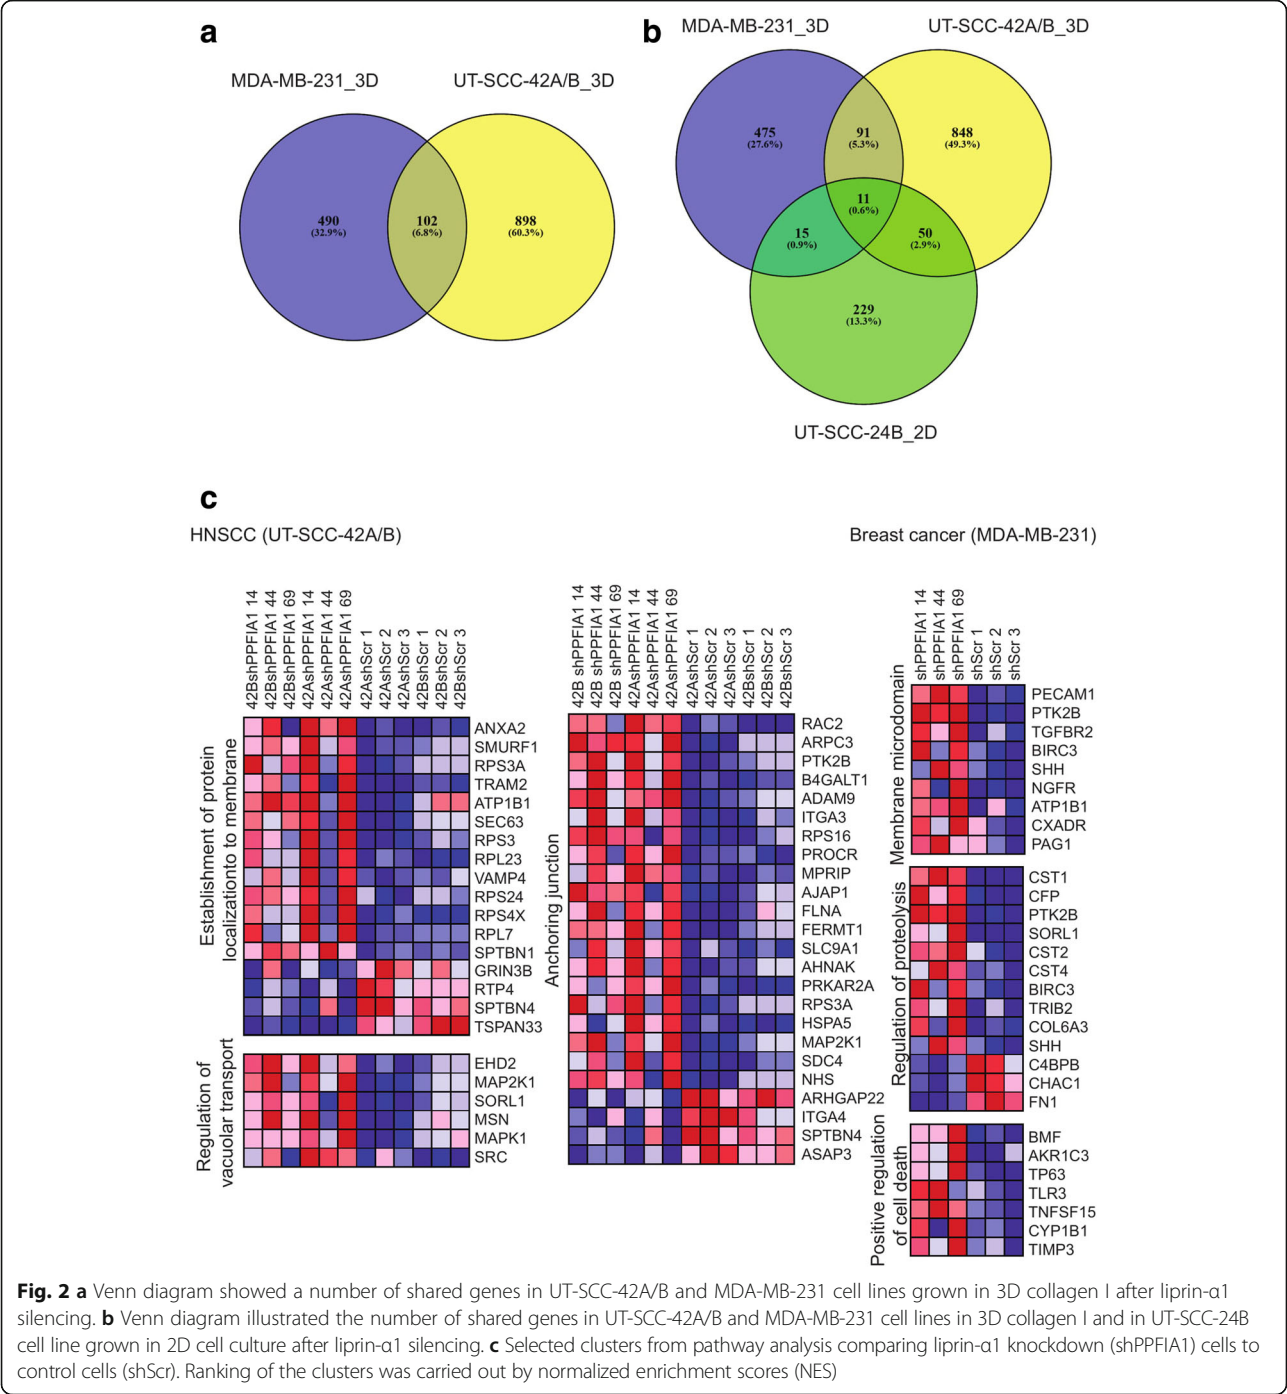 a
MDA-MB-231_3D
UT-SCC-42A/B_3D
490
(32.9%)
102
(6.8%)
898
(60.3%)
b
MDA-MB-231_3D
UT-SCC-42A/B_3D
475
(27.6%)
91
(5.3%)
848
(49.3%)
11
(0.6%)
15
(0.9%)
50
(2.9%)
229
(13.3%)
UT-SCC-24B_2D
c
HNSCC (UT-SCC-42A/B)
Breast cancer (MDA-MB-231)
42BshPPFIA1 14
42BshPPFIA1 44
42BshPPFIA1 69
42AshPPFIA1 14
42AshPPFIA1 44
42AshPPFIA1 69
42AshScr 1
42AshScr 2
42AshScr 3
42BshScr 1
42BshScr 2
42BshScr 3
Establishment of protein
localizationto to membrane
ANXA2
SMURF1
RPS3A
TRAM2
ATP1B1
SEC63
RPS3
RPL23
VAMP4
RPS24
RPS4X
RPL7
SPTBN1
GRIN3B
RTP4
SPTBN4
TSPAN33
Regulation of
vacuolar transport
EHD2
MAP2K1
SORL1
MSN
MAPK1
SRC
42B shPPFIA1 14
42B shPPFIA1 44
42B shPPFIA1 69
42AshPPFIA1 14
42AshPPFIA1 44
42AshPPFIA1 69
42AshScr 1
42AshScr 2
42AshScr 3
42BshScr 1
42BshScr 2
42BshScr 3
Anchoring junction
RAC2
ARPC3
PTK2B
B4GALT1
ADAM9
ITGA3
RPS16
PROCR
MPRIP
AJAP1
FLNA
FERMT1
SLC9A1
AHNAK
PRKAR2A
RPS3A
HSPA5
MAP2K1
SDC4
NHS
ARHGAP22
ITGA4
SPTBN4
ASAP3
shPPFIA1 14
shPPFIA1 44
shPPFIA1 69
shScr 1
shScr 2
shScr 3
Membrane microdomain
PECAM1
PTK2B
TGFBR2
BIRC3
SHH
NGFR
ATP1B1
CXADR
PAG1
Regulation of proteolysis
CST1
CFP
PTK2B
SORL1
CST2
CST4
BIRC3
TRIB2
COL6A3
SHH
C4BPB
CHAC1
FN1
Positive regulation
of cell death
BMF
AKR1C3
TP63
TLR3
TNFSF15
CYP1B1
TIMP3
Fig. 2 a Venn diagram showed a number of shared genes in UT-SCC-42A/B and MDA-MB-231 cell lines grown in 3D collagen I after liprin-α1
silencing. b Venn diagram illustrated the number of shared genes in UT-SCC-42A/B and MDA-MB-231 cell lines in 3D collagen I and in UT-SCC-24B
cell line grown in 2D cell culture after liprin-α1 silencing. c Selected clusters from pathway analysis comparing liprin-α1 knockdown (shPPFIA1) cells to
control cells (shScr). Ranking of the clusters was carried out by normalized enrichment scores (NES)